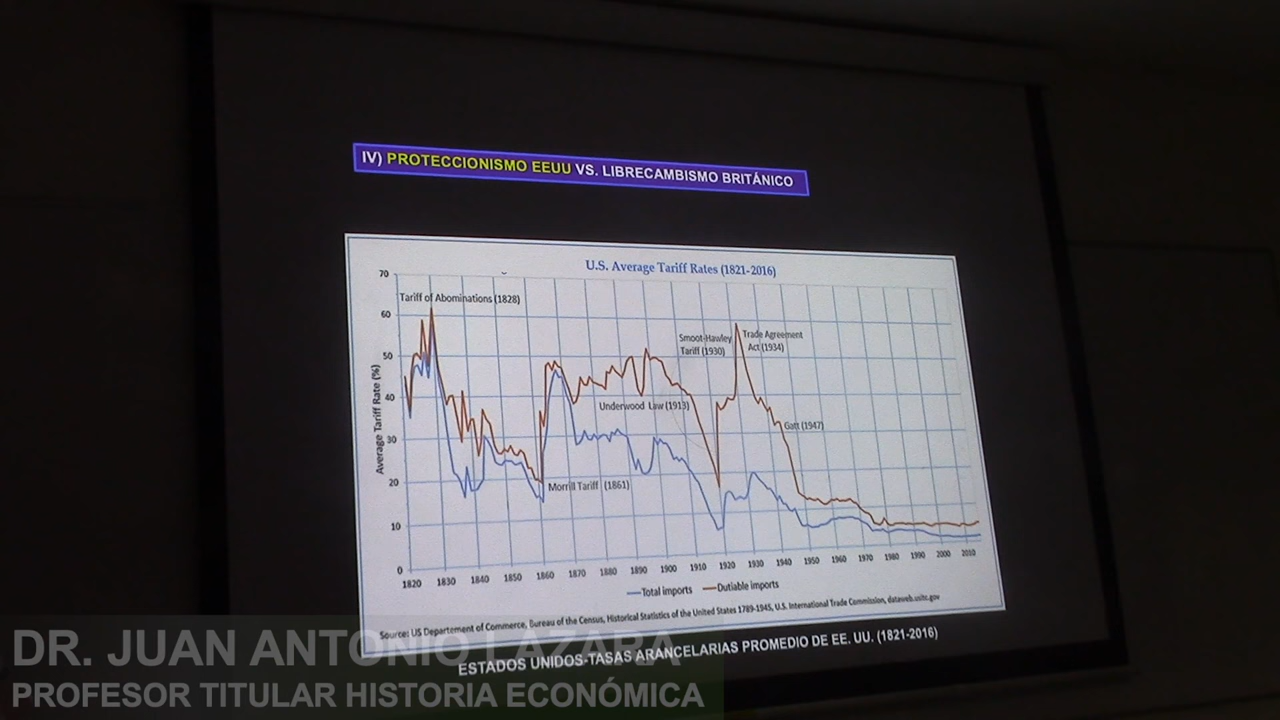 IV) PROTECCIONISMO EEUU VS. LIBRECAMBISMO BRITÁNICO
U.S. Average Tariff Rates (1821-2016)
Average Tariff Rate (%)
70
60
50
40
30
20
10
0
Tariff of Abominations (1828)
Smoot-Hawley
Tariff (1930)
Trade Agreement
Act (1934)
Underwood Law (1913)
Gatt (1947)
Morrill Tariff (1861)
1820 1830 1840 1850 1860 1870 1880 1890 1900 1910 1920 1930 1940 1950 1960 1970 1980 1990 2000 2010
Total imports Dutiable imports
Source: US Departement of Commerce, Bureau of the Census, Historical Statistics of the United States 1789-1945, U.S. International Trade Commission, dataweb.usitc.gov
ESTADOS UNIDOS-TASAS ARANCELARIAS PROMEDIO DE EE. UU. (1821-2016)
DR. JUAN ANTONIO LAZARA
PROFESOR TITULAR HISTORIA ECONÓMICA